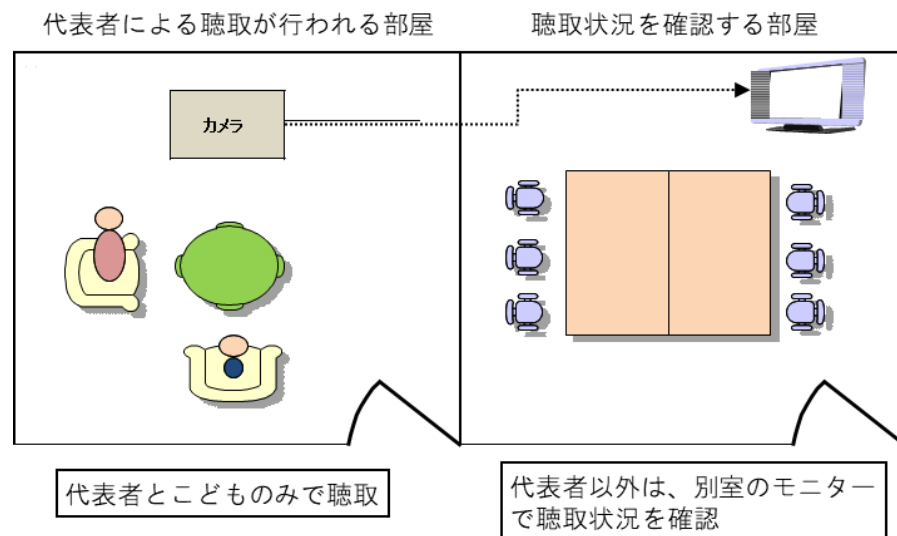 代表者による聴取が行われる部屋
聴取状況を確認する部屋
カメラ
代表者とこどものみで聴取
代表者以外は、別室のモニター
で聴取状況を確認